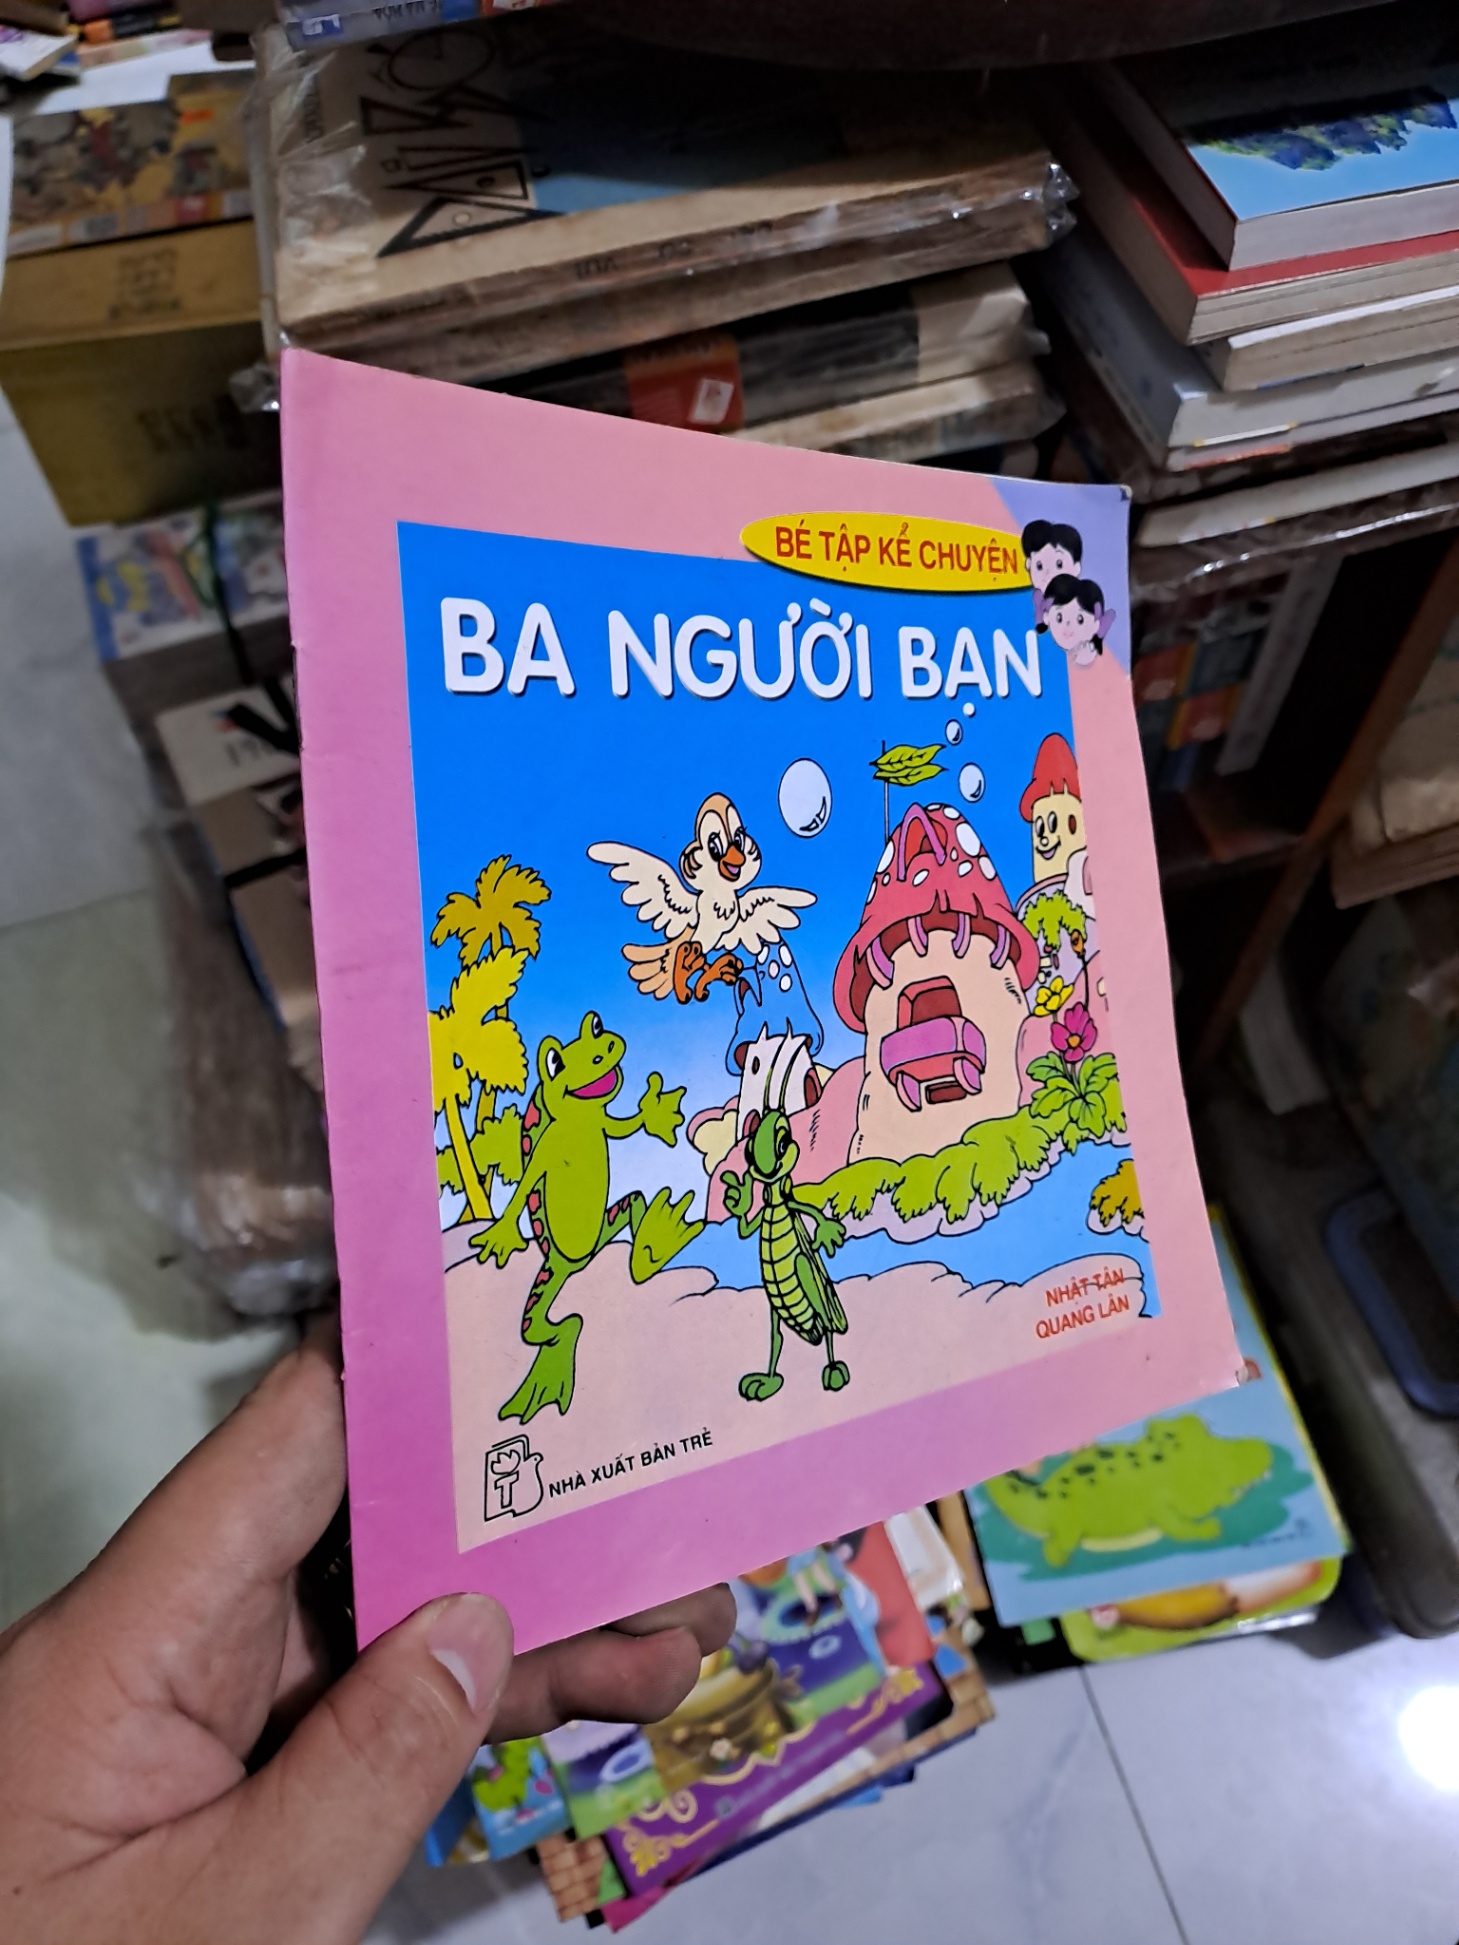 BÉ TẬP KỂ CHUYỆN
BA NGƯỜI BẠN
NHẬT TÂN
QUANG LÂN
T
NHÀ XUẤT BẢN TRẺ